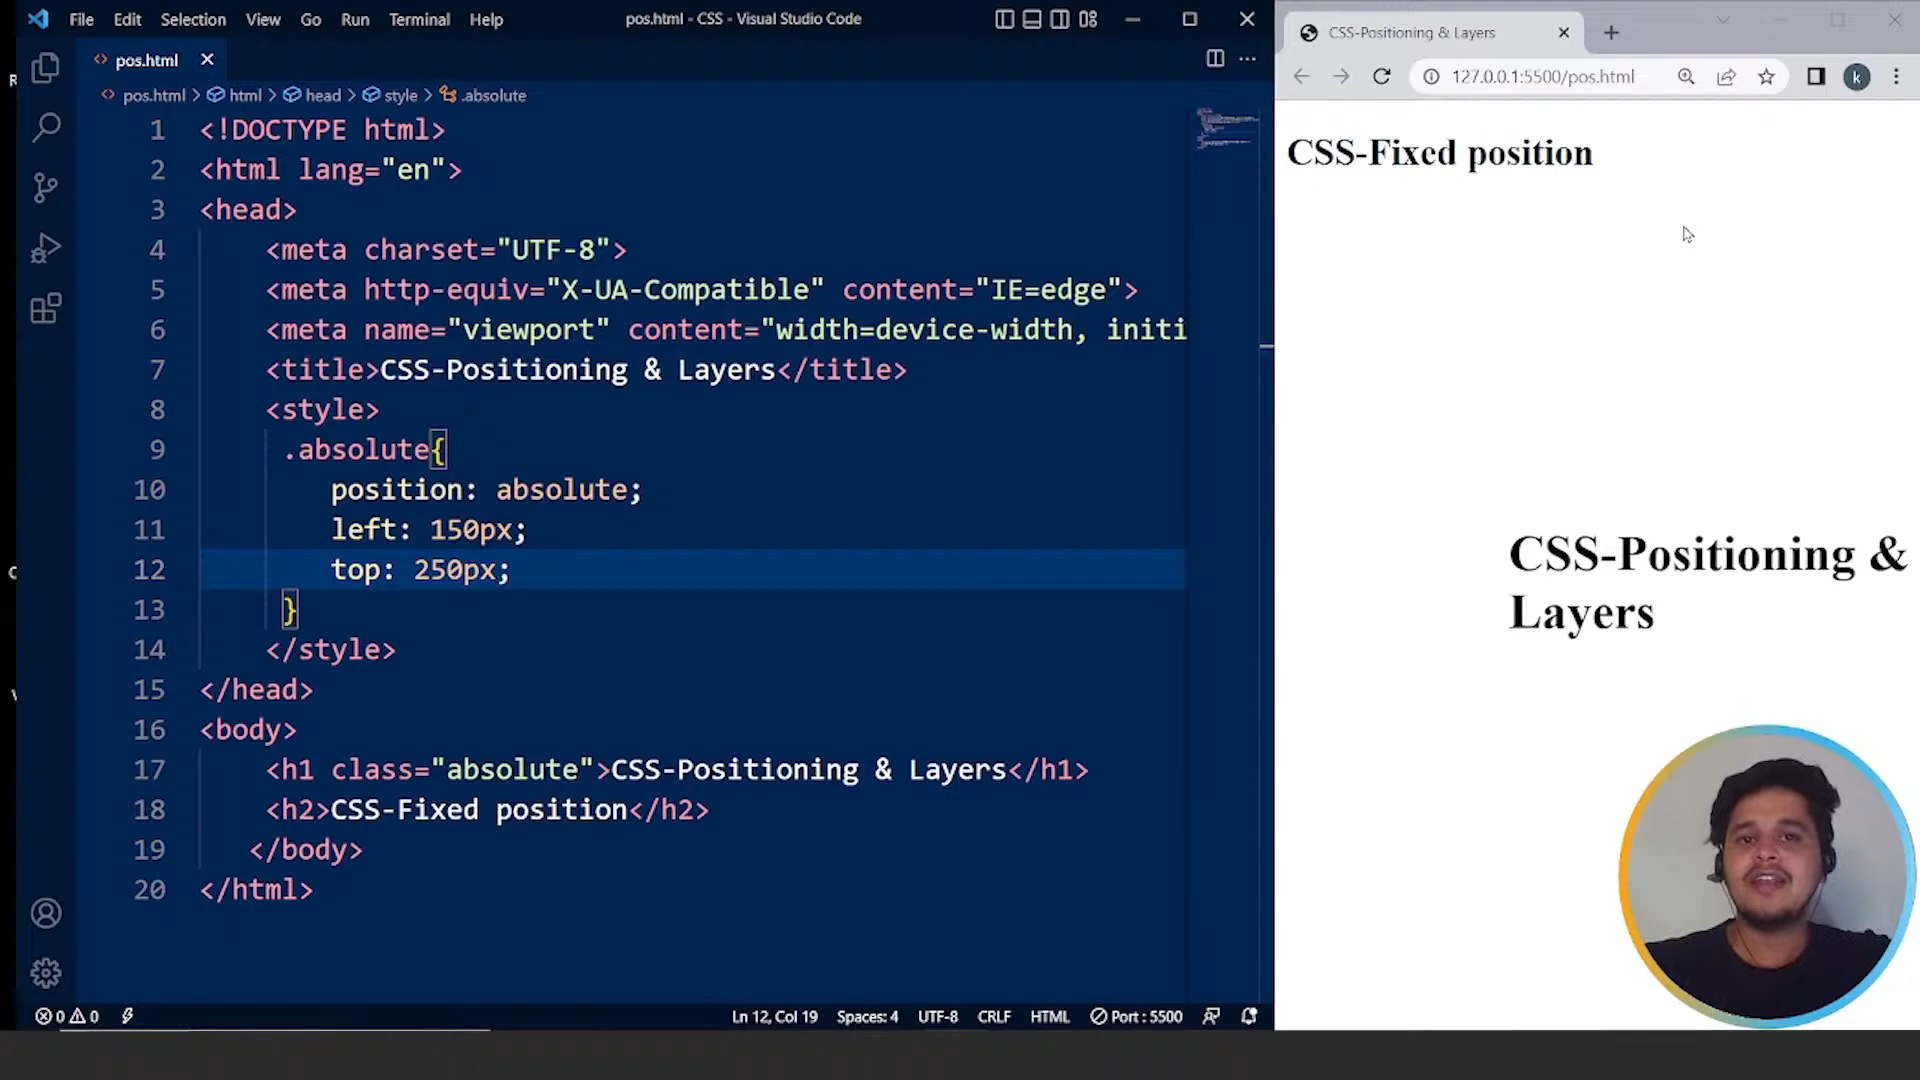 File Edit Selection View Go Run Terminal Help
pos.html - CSS - Visual Studio Code
pos.html
pos.html > html > head > style > .absolute
1 <!DOCTYPE html>
2 <html lang="en">
3 <head>
4 <meta charset="UTF-8">
5 <meta http-equiv="X-UA-Compatible" content="IE=edge">
6 <meta name="viewport" content="width=device-width, initi
7 <title>CSS-Positioning & Layers</title>
8 <style>
9 .absolute{
10 position: absolute;
11 left: 150px;
12 top: 250px;
13 }
14 </style>
15 </head>
16 <body>
17 <h1 class="absolute">CSS-Positioning & Layers</h1>
18 <h2>CSS-Fixed position</h2>
19 </body>
20 </html>
0 0
Ln 12, Col 19 Spaces: 4 UTF-8 CRLF HTML Port : 5500
CSS-Positioning & Layers
127.0.0.1:5500/pos.html
k
CSS-Fixed position
CSS-Positioning &
Layers